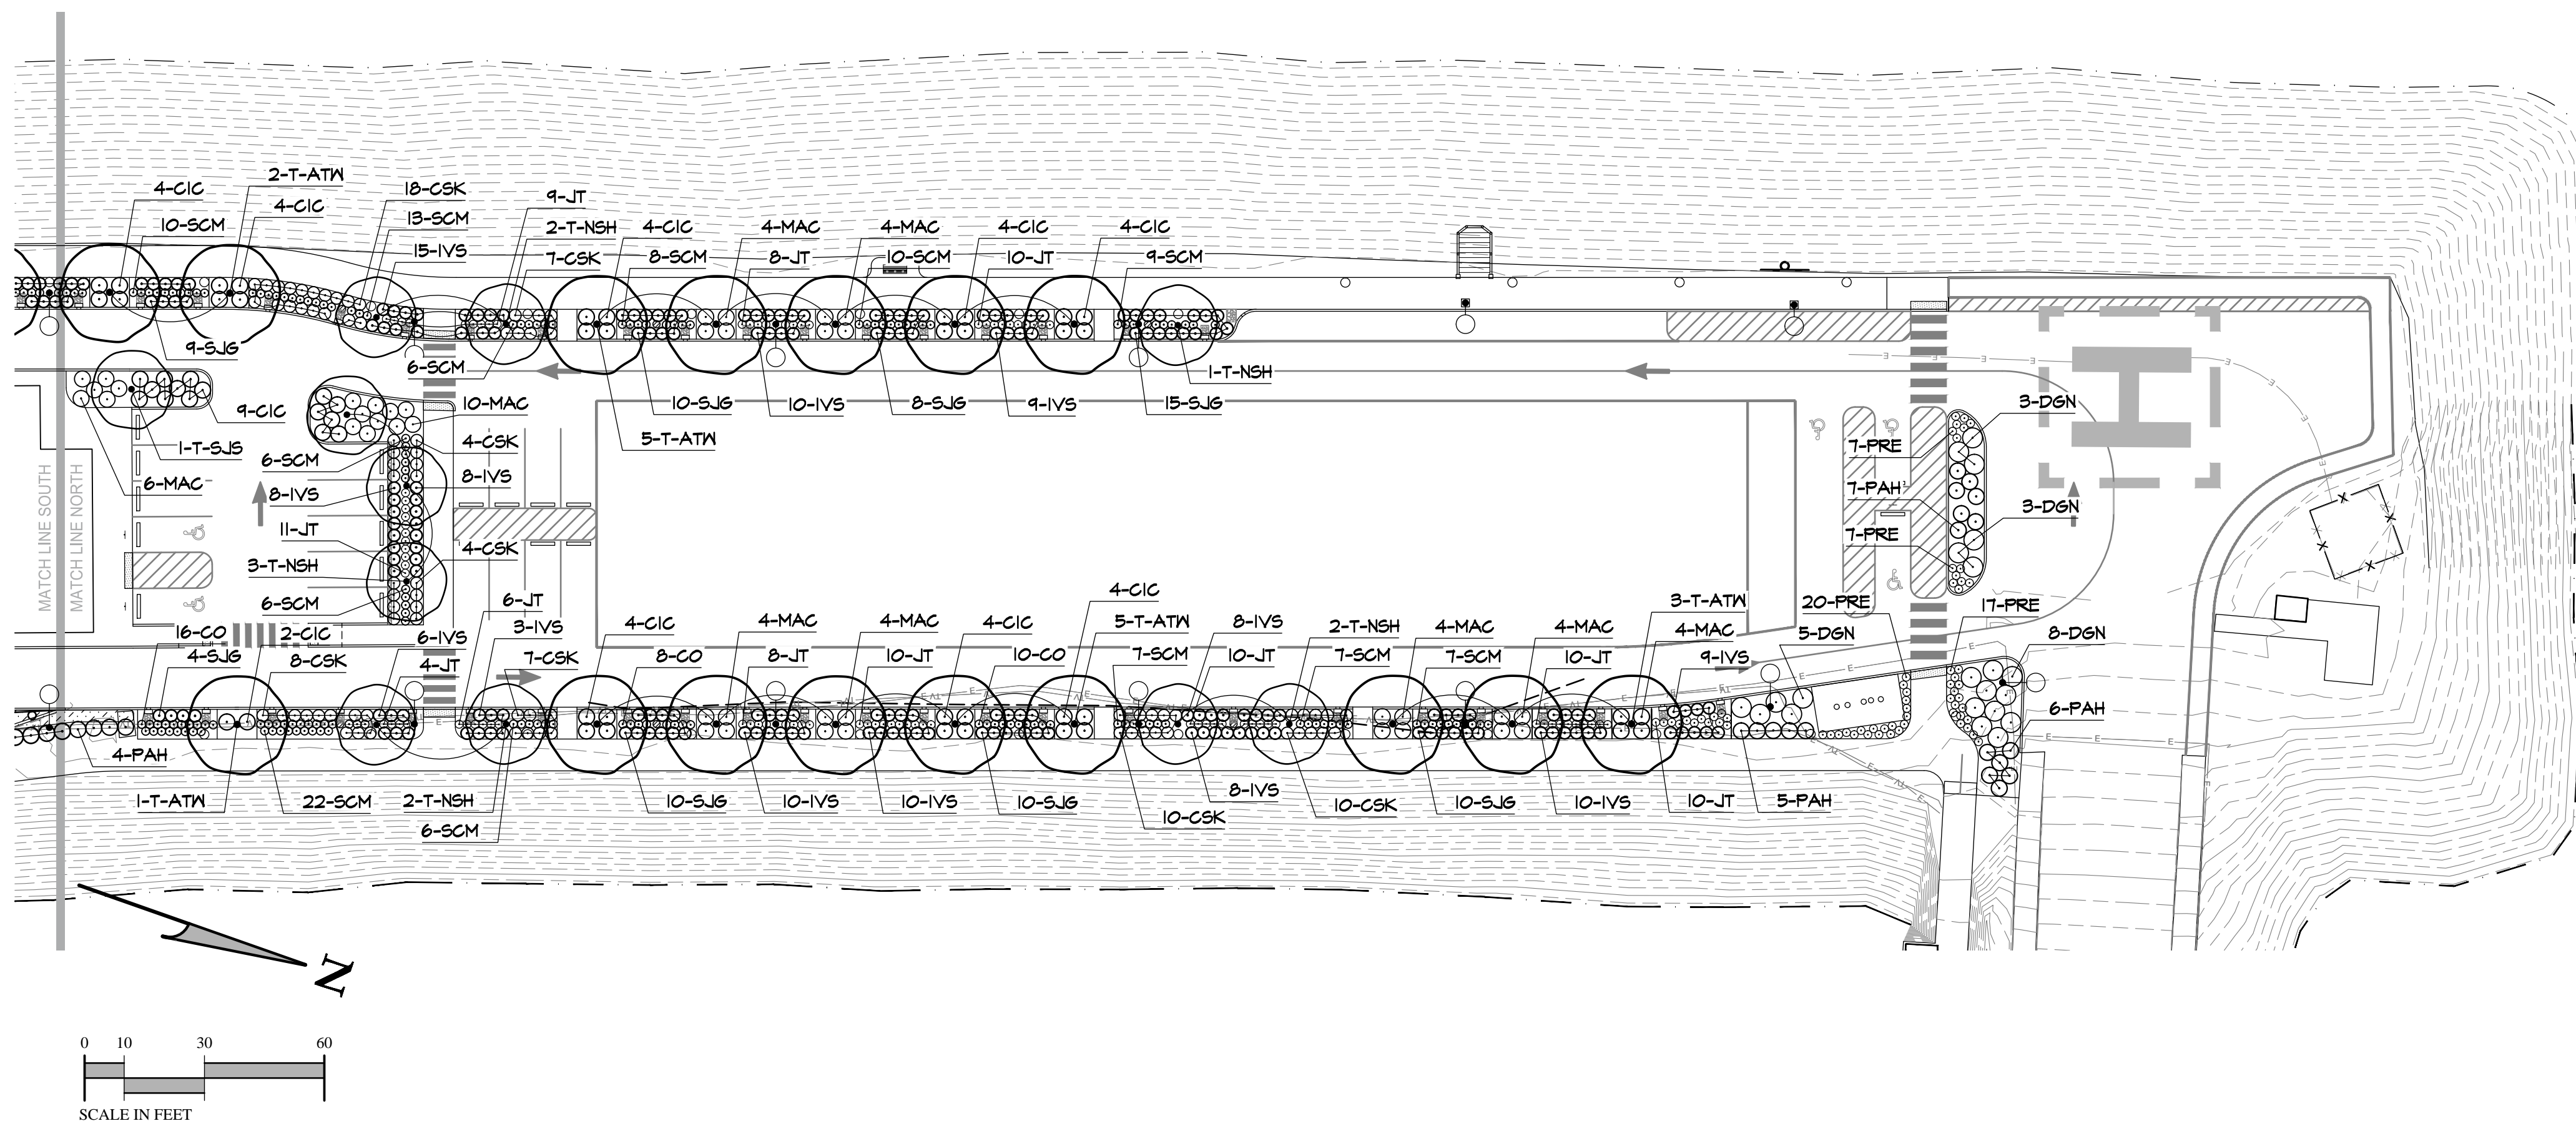 2-T-ATW
4-CIC
18-CSK
9-JT
4-CIC
13-SCM
10-SCM
2-T-NSH
4-CIC
4-MAC
4-MAC
4-CIC
4-CIC
15-IVS
7-CSK
8-SCM
8-JT
10-SCM
10-JT
9-SCM
9-SJG
6-SCM
1-T-NSH
9-CIC
10-MAC
10-SJG
10-IVS
8-SJG
9-IVS
15-SJG
3-DGN
5-T-ATW
1-T-SJS
4-CSK
7-PRE
6-SCM
6-MAC
8-IVS
8-IVS
7-PAH
3-DGN
11-JT
7-PRE
4-CSK
3-T-NSH
6-SCM
MATCH LINE SOUTH
MATCH LINE NORTH
4-CIC
6-JT
3-T-ATW
20-PRE
17-PRE
16-CO
2-CIC
6-IVS
3-IVS
4-CIC
4-MAC
4-MAC
4-CIC
5-T-ATW
8-IVS
2-T-NSH
4-MAC
4-MAC
4-MAC
5-DGN
8-DGN
4-SJG
8-CSK
4-JT
7-CSK
8-CO
8-JT
10-JT
10-CO
7-SCM
10-JT
7-SCM
7-SCM
10-JT
9-IVS
6-PAH
4-PAH
1-T-ATW
22-SCM
2-T-NSH
10-SJG
10-IVS
10-IVS
10-SJG
8-IVS
10-CSK
10-SJG
10-IVS
10-JT
5-PAH
6-SCM
10-CSK
N
0 10 30 60
SCALE IN FEET